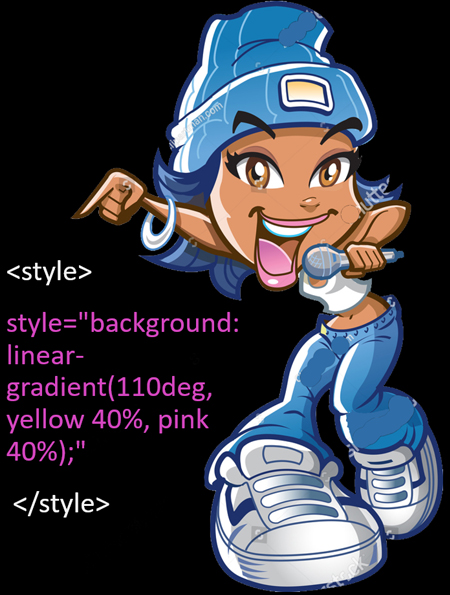 <style>
style="background:
linear-
gradient(110deg,
yellow 40%, pink
40%);"
</style>